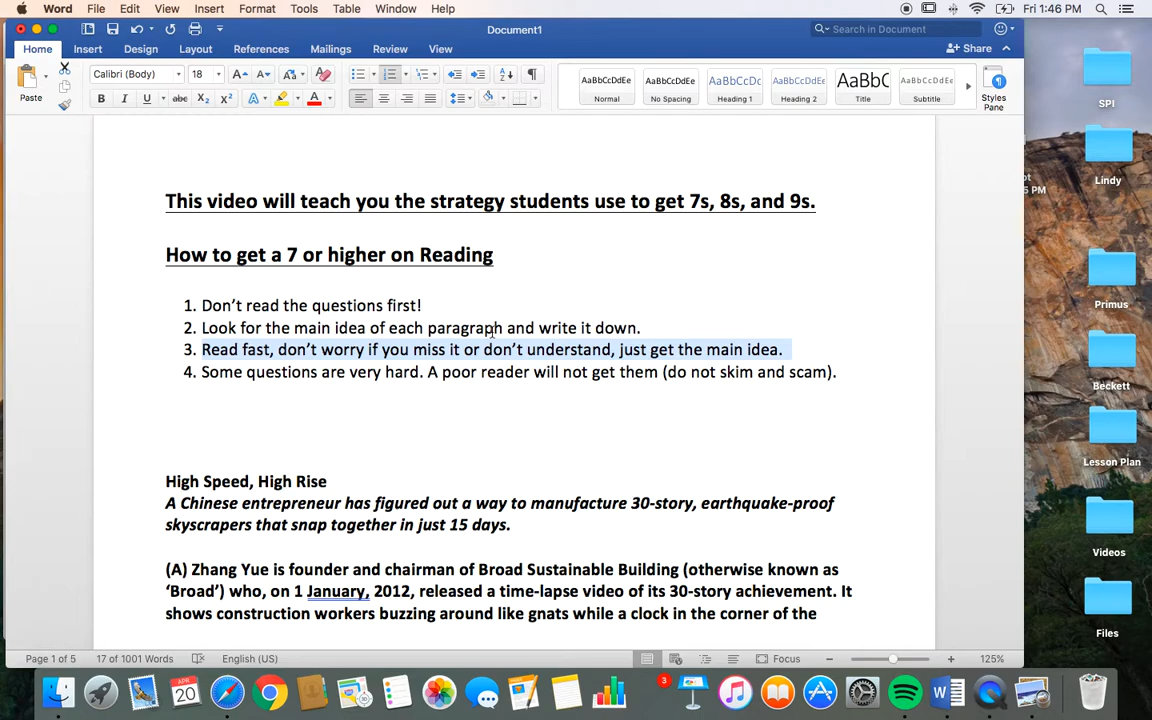 Word File Edit View Insert Format Tools Table Window Help Fri 1:46 PM
Document1 Search in Document
Home Insert Design Layout References Mailings Review View Share
Paste Calibri (Body) 18 AaBbCcDdEe Normal AaBbCcDdEe No Spacing AaBbCcDc Heading 1 AaBbCcDdEe Heading 2 AaBbC Title AaBbCcDdEe Subtitle Styles Pane
This video will teach you the strategy students use to get 7s, 8s, and 9s.
How to get a 7 or higher on Reading
1. Don't read the questions first!
2. Look for the main idea of each paragraph and write it down.
3. Read fast, don't worry if you miss it or don't understand, just get the main idea.
4. Some questions are very hard. A poor reader will not get them (do not skim and scam).
High Speed, High Rise
A Chinese entrepreneur has figured out a way to manufacture 30-story, earthquake-proof
skyscrapers that snap together in just 15 days.
(A) Zhang Yue is founder and chairman of Broad Sustainable Building (otherwise known as
‘Broad’) who, on 1 January, 2012, released a time-lapse video of its 30-story achievement. It
shows construction workers buzzing around like gnats while a clock in the corner of the
Page 1 of 5 17 of 1001 Words English (US) Focus 125%
SPI
Lindy
Primus
Beckett
Lesson Plan
Videos
Files
APR
20
3